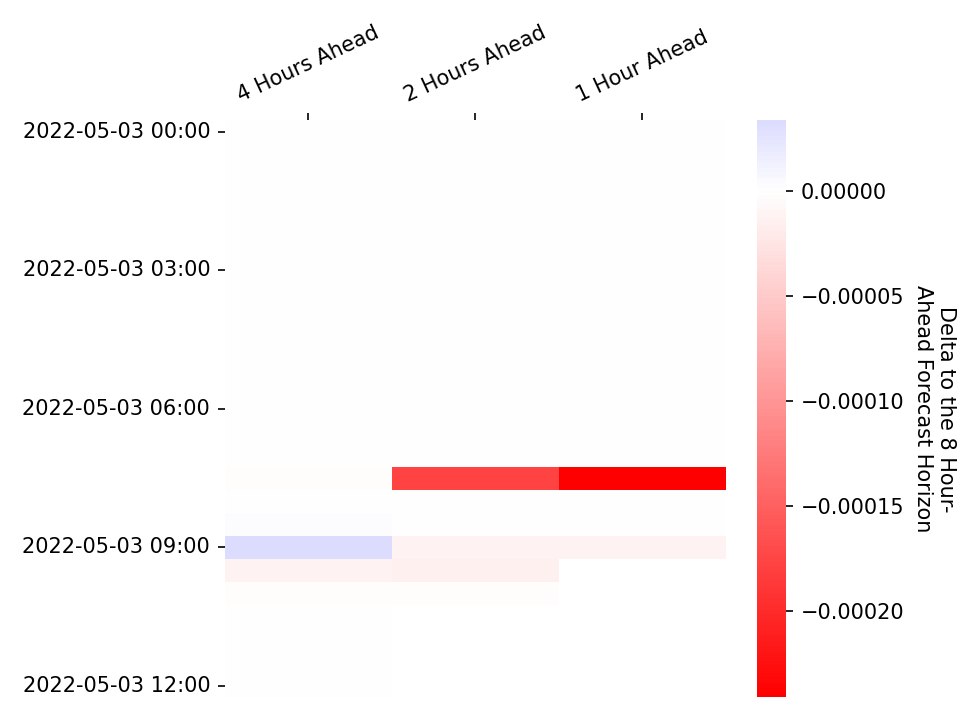 4 Hours Ahead
2 Hours Ahead
1 Hour Ahead
2022-05-03 00:00
2022-05-03 03:00
2022-05-03 06:00
2022-05-03 09:00
2022-05-03 12:00
0.00000
−0.00005
−0.00010
−0.00015
−0.00020
Delta to the 8 Hour-
Ahead Forecast Horizon